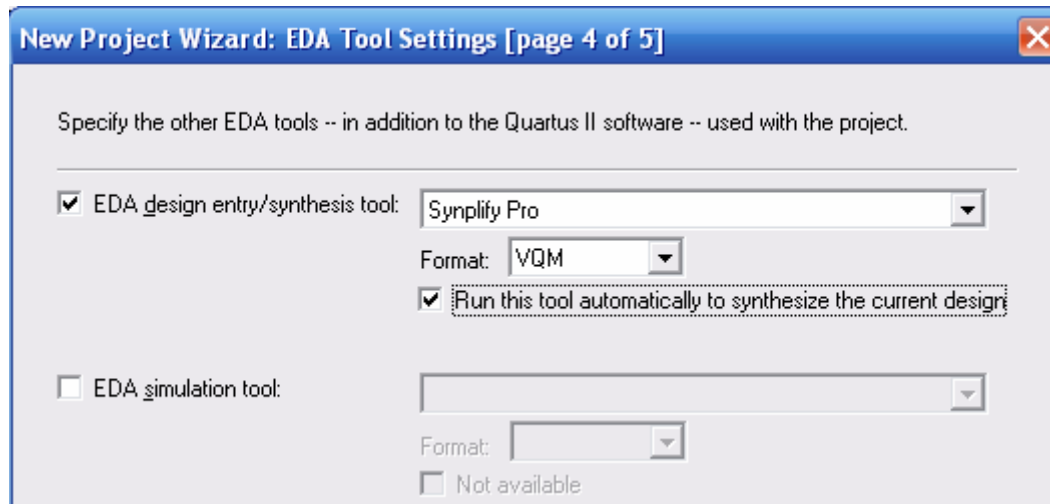 New Project Wizard: EDA Tool Settings [page 4 of 5]
Specify the other EDA tools -- in addition to the Quartus II software -- used with the project.
EDA design entry/synthesis tool: Synplify Pro
Format: VQM
Run this tool automatically to synthesize the current design
EDA simulation tool:
Format:
Not available